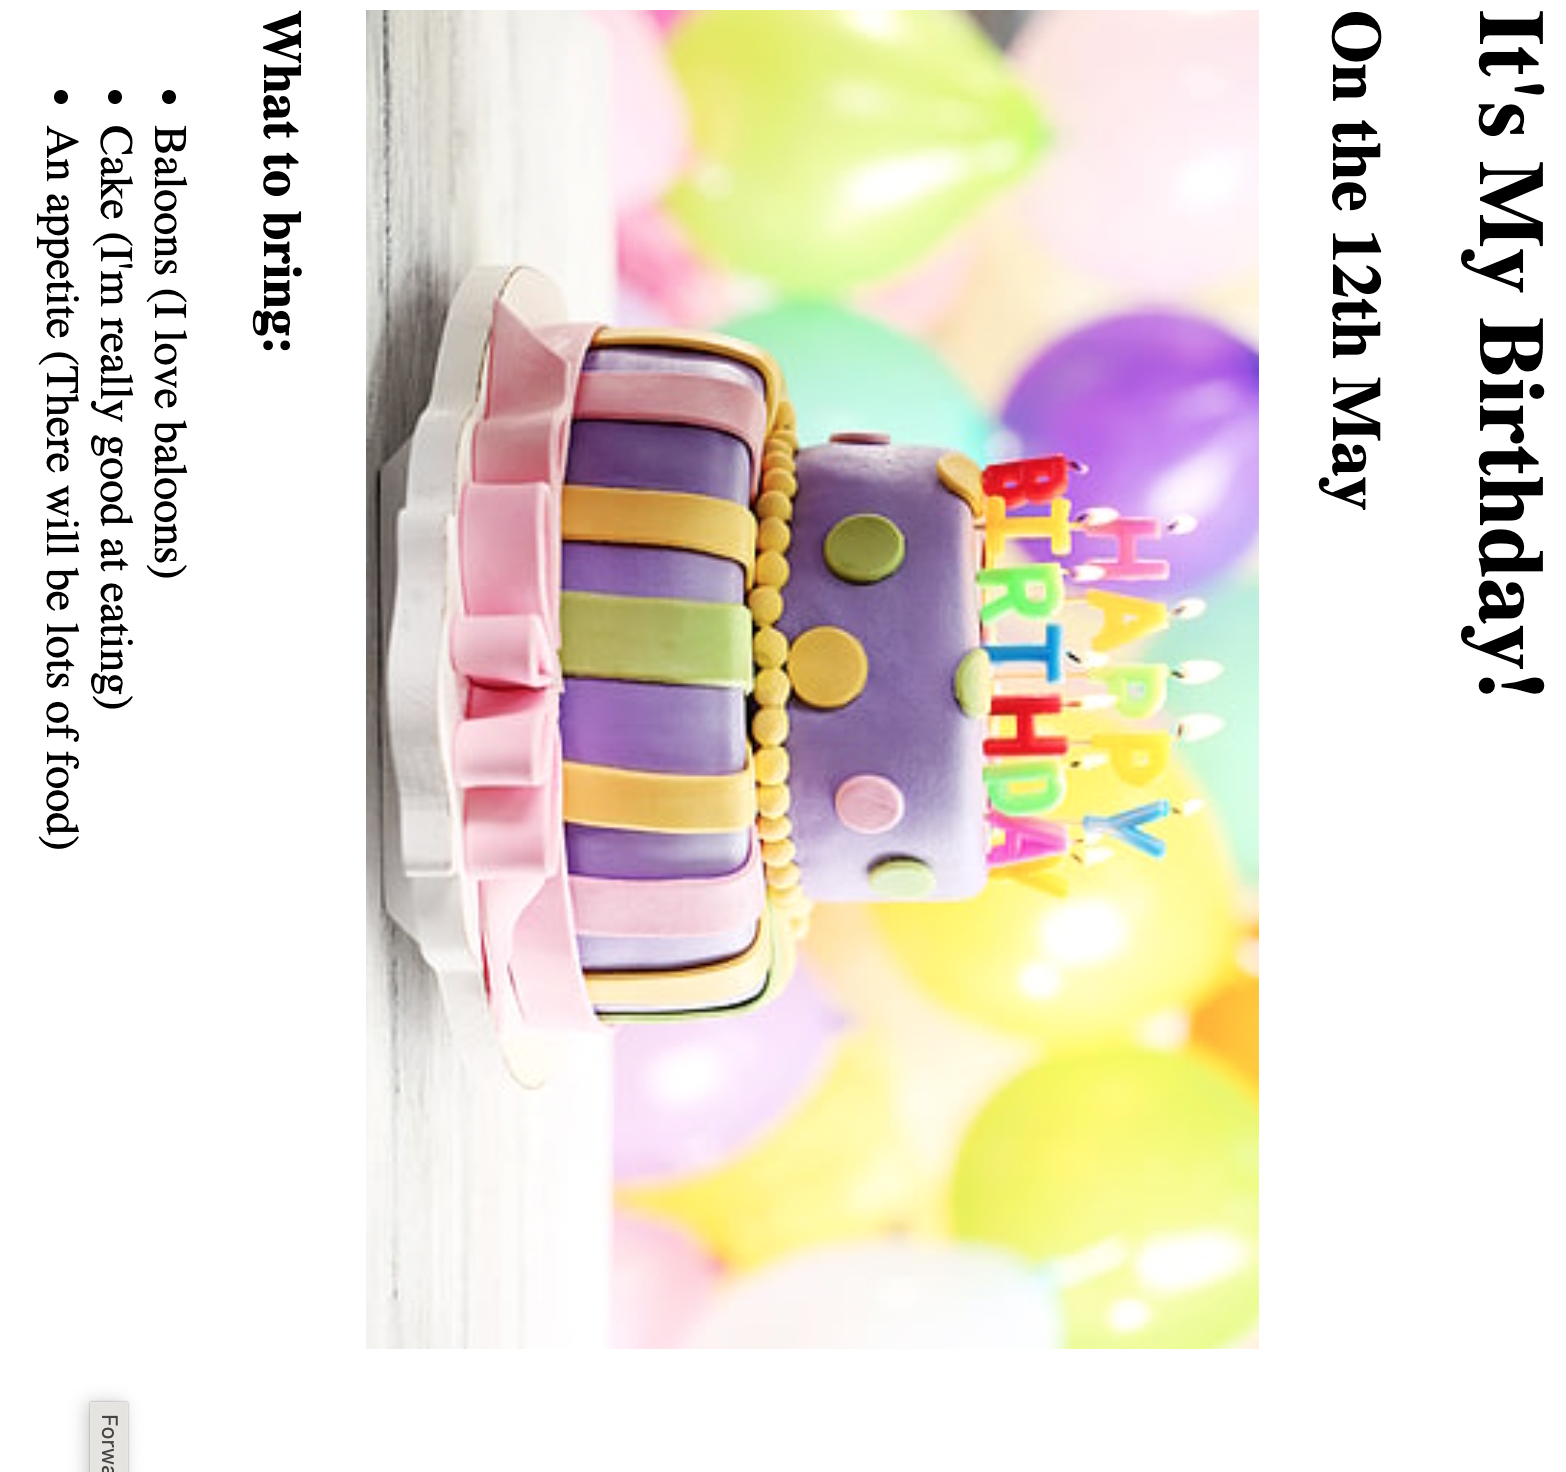 It's My Birthday!
On the 12th May
HAPPY
BIRTHDAY
What to bring:
Baloons (I love baloons)
Cake (I'm really good at eating)
An appetite (There will be lots of food)
Forwa